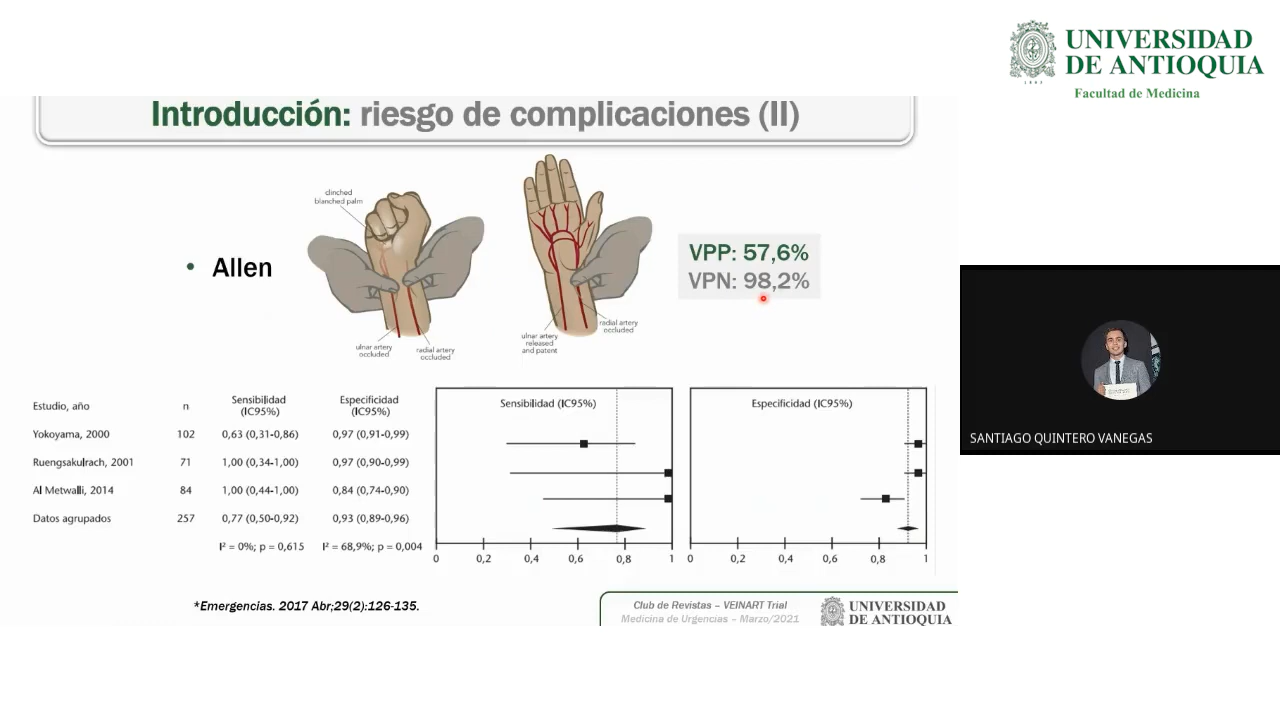 UNIVERSIDAD
DE ANTIOQUIA
1803
Facultad de Medicina
Introducción: riesgo de complicaciones (II)
• Allen
clinched
blanched palm
ulnar artery
occluded
radial artery
occluded
ulnar artery
released
and patent
radial artery
occluded
VPP: 57,6%
VPN: 98,2%
Estudio, año n Sensibilidad (IC95%) Especificidad (IC95%)
Yokoyama, 2000 102 0,63 (0,31-0,86) 0,97 (0,91-0,99)
Ruengsakulrach, 2001 71 1,00 (0,34-1,00) 0,97 (0,90-0,99)
Al Metwalli, 2014 84 1,00 (0,44-1,00) 0,84 (0,74-0,90)
Datos agrupados 257 0,77 (0,50-0,92) 0,93 (0,89-0,96)
I² = 0%; p = 0,615 I² = 68,9%; p = 0,004
Sensibilidad (IC95%)
0 0,2 0,4 0,6 0,8 1
Especificidad (IC95%)
0 0,2 0,4 0,6 0,8 1
*Emergencias. 2017 Abr;29(2):126-135.
Club de Revistas – VEINART Trial
Medicina de Urgencias – Marzo/2021
UNIVERSIDAD
DE ANTIOQUIA
SANTIAGO QUINTERO VANEGAS